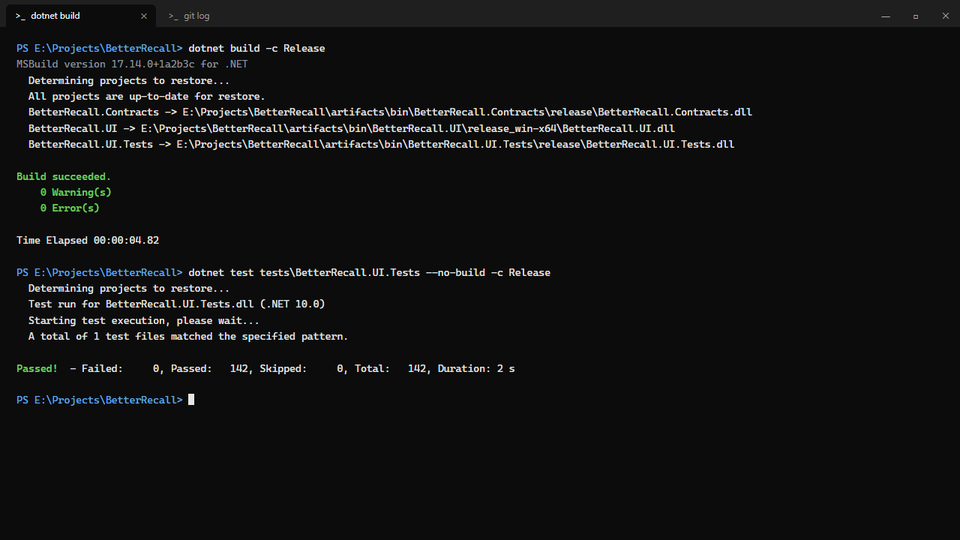 >_ dotnet build
>_ git log
PS E:\Projects\BetterRecall> dotnet build -c Release
MSBuild version 17.14.0+1a2b3c for .NET
Determining projects to restore...
All projects are up-to-date for restore.
BetterRecall.Contracts -> E:\Projects\BetterRecall\artifacts\bin\BetterRecall.Contracts\release\BetterRecall.Contracts.dll
BetterRecall.UI -> E:\Projects\BetterRecall\artifacts\bin\BetterRecall.UI\release_win-x64\BetterRecall.UI.dll
BetterRecall.UI.Tests -> E:\Projects\BetterRecall\artifacts\bin\BetterRecall.UI.Tests\release\BetterRecall.UI.Tests.dll
Build succeeded.
0 Warning(s)
0 Error(s)
Time Elapsed 00:00:04.82
PS E:\Projects\BetterRecall> dotnet test tests\BetterRecall.UI.Tests --no-build -c Release
Determining projects to restore...
Test run for BetterRecall.UI.Tests.dll (.NET 10.0)
Starting test execution, please wait...
A total of 1 test files matched the specified pattern.
Passed!  - Failed:     0, Passed:   142, Skipped:     0, Total:   142, Duration: 2 s
PS E:\Projects\BetterRecall>